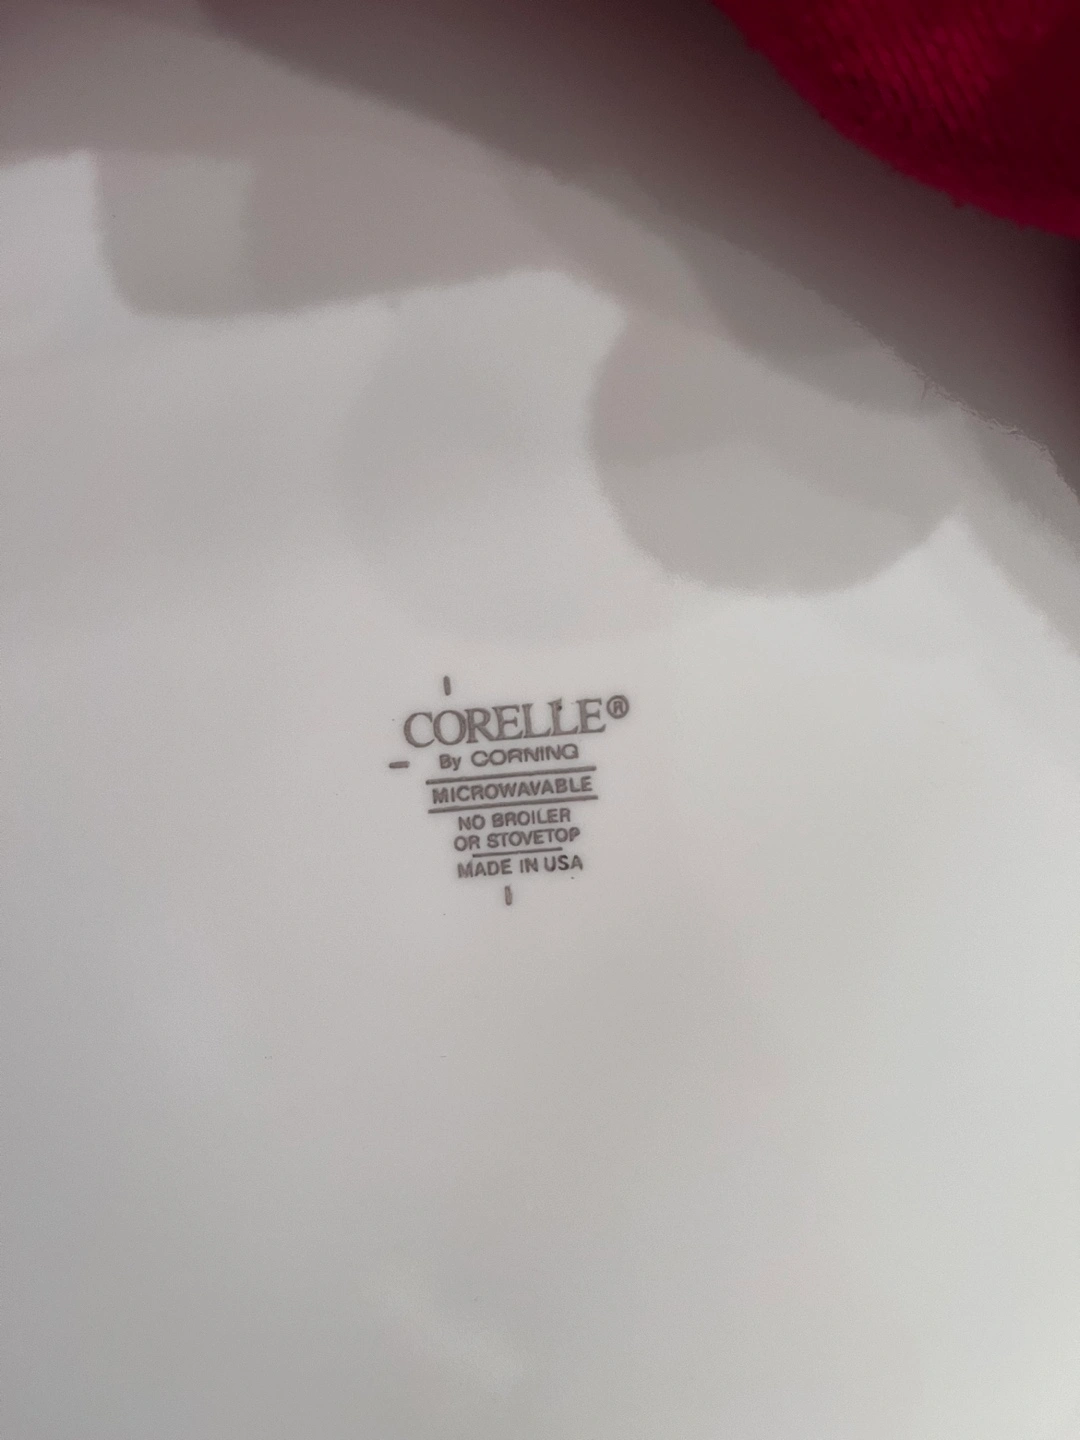 CORELLE®
By CORNING
MICROWAVABLE
NO BROILER
OR STOVETOP
MADE IN USA